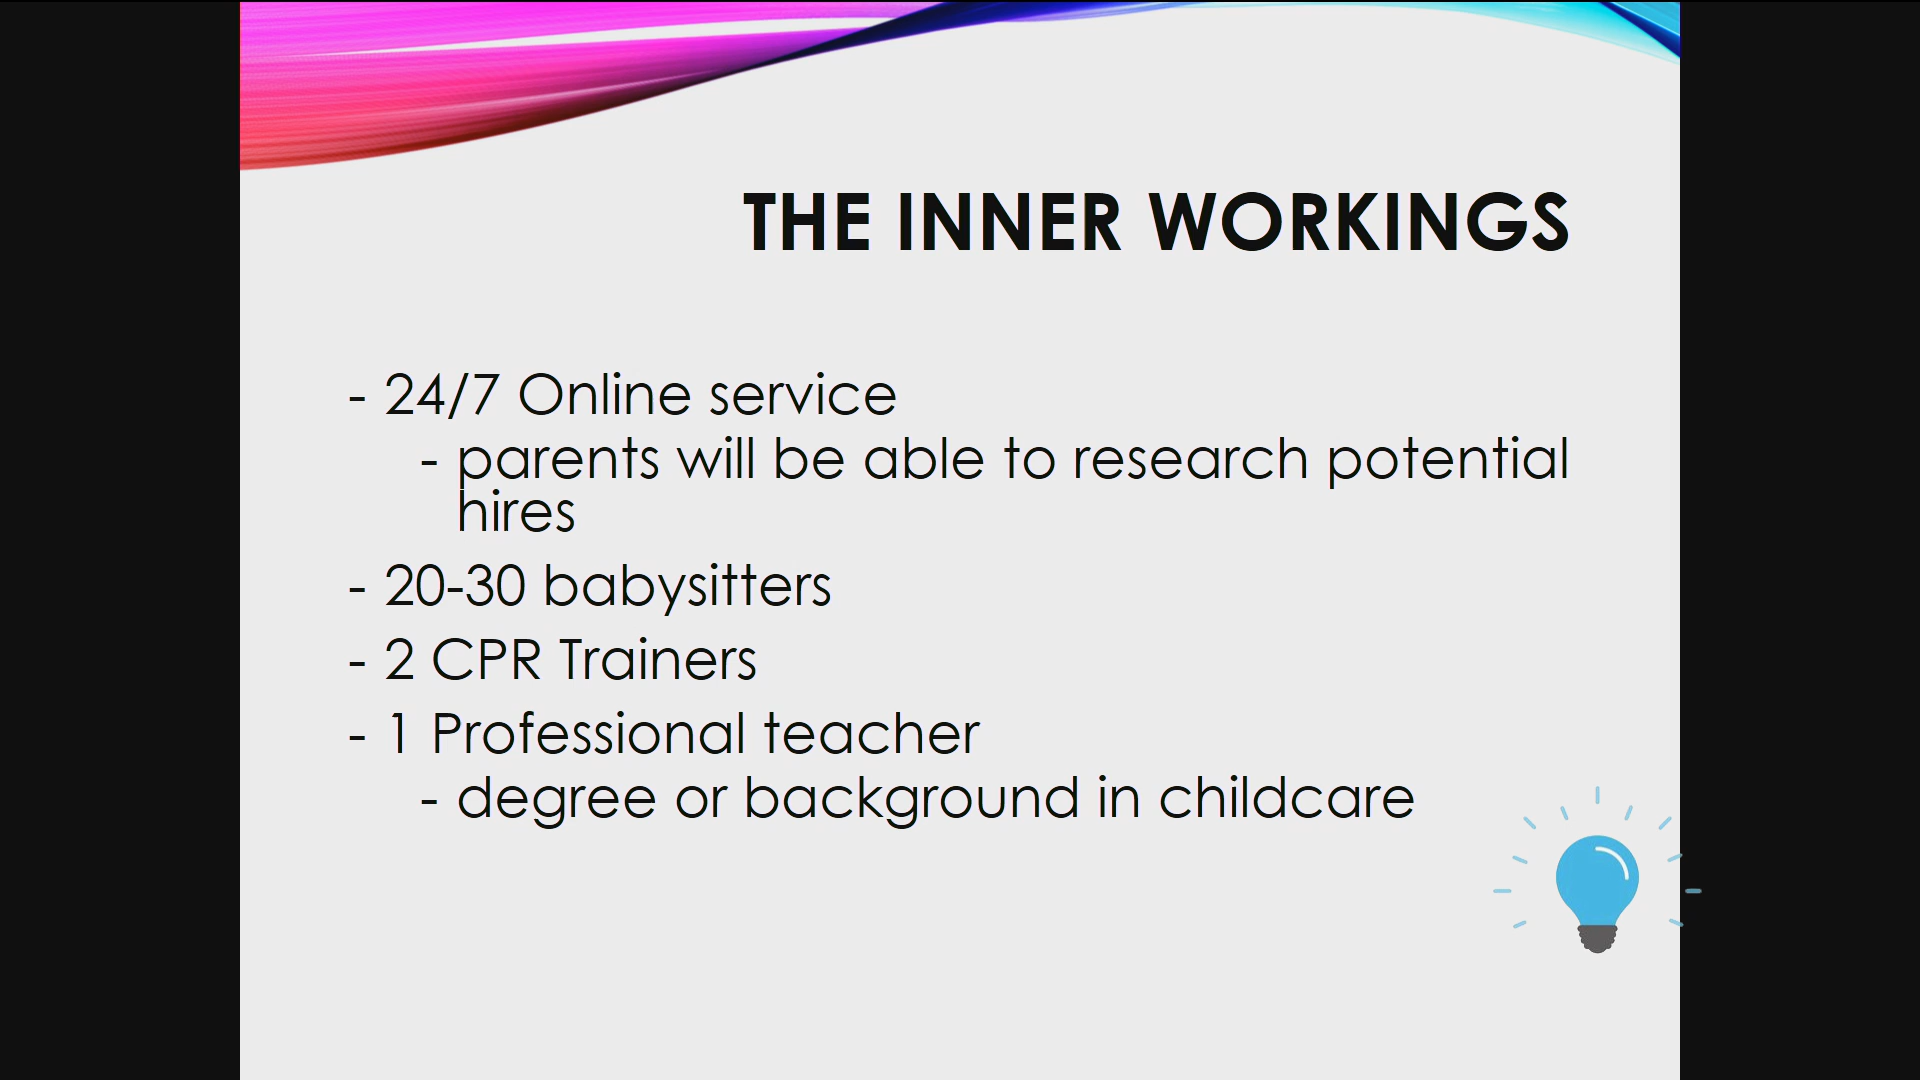 THE INNER WORKINGS
- 24/7 Online service
- parents will be able to research potential
hires
- 20-30 babysitters
- 2 CPR Trainers
- 1 Professional teacher
- degree or background in childcare